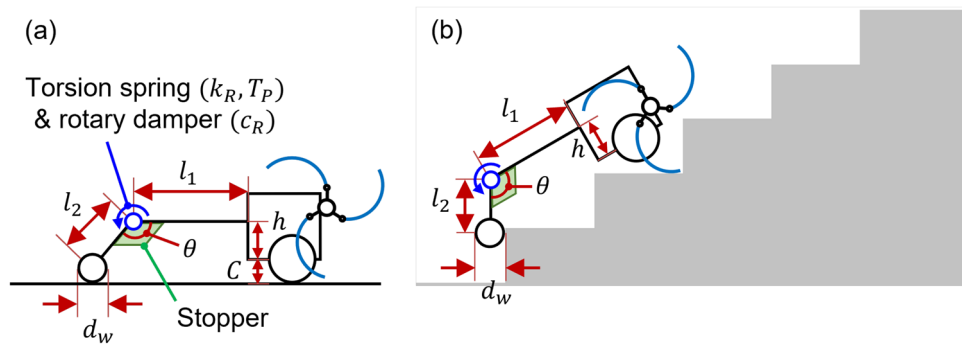 (a)
Torsion spring (k_R, T_P)
& rotary damper (c_R)
l_1
l_2
θ
h
C
d_w
Stopper
(b)
l_1
h
l_2
θ
d_w